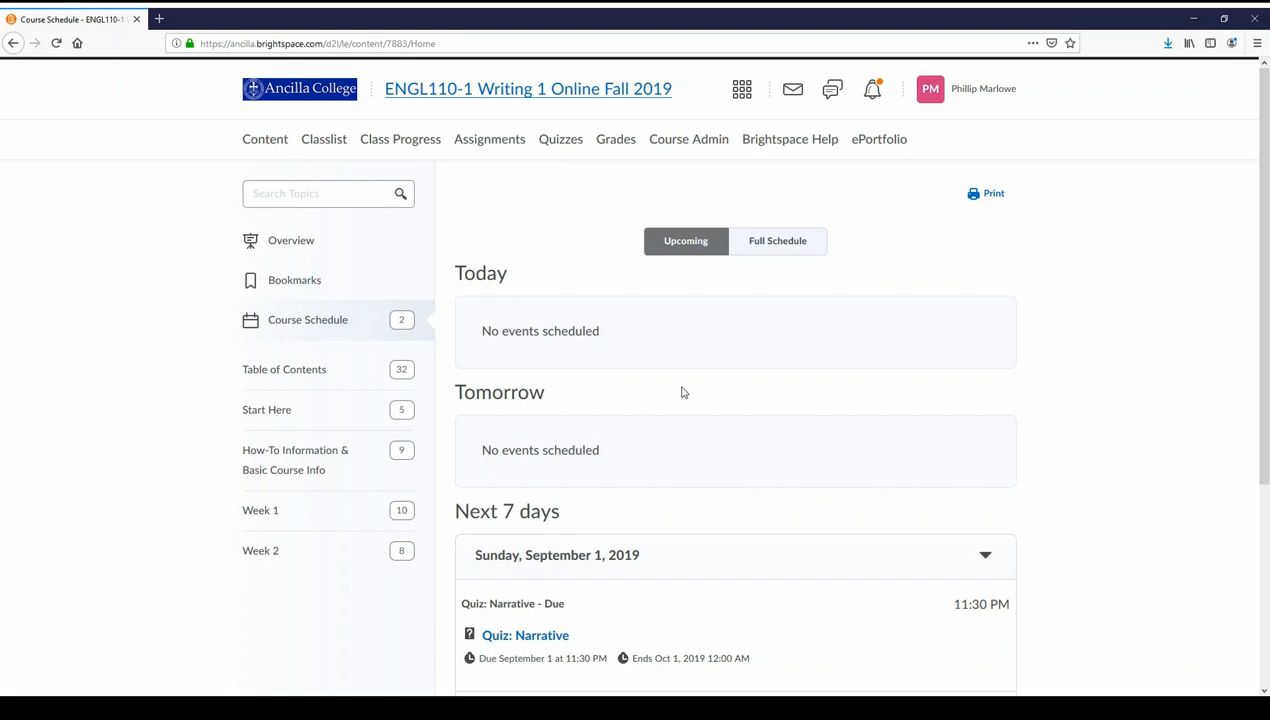 Course Schedule - ENGL110-1
https://ancilla.brightspace.com/d2l/le/content/7883/Home
Ancilla College
ENGL110-1 Writing 1 Online Fall 2019
PM
Phillip Marlowe
Content Classlist Class Progress Assignments Quizzes Grades Course Admin Brightspace Help ePortfolio
Search Topics
Print
Overview
Upcoming Full Schedule
Today
Bookmarks
Course Schedule 2
No events scheduled
Table of Contents 32
Tomorrow
Start Here 5
How-To Information & 9
Basic Course Info
No events scheduled
Week 1 10
Next 7 days
Week 2 8
Sunday, September 1, 2019
Quiz: Narrative - Due 11:30 PM
Quiz: Narrative
Due September 1 at 11:30 PM Ends Oct 1, 2019 12:00 AM